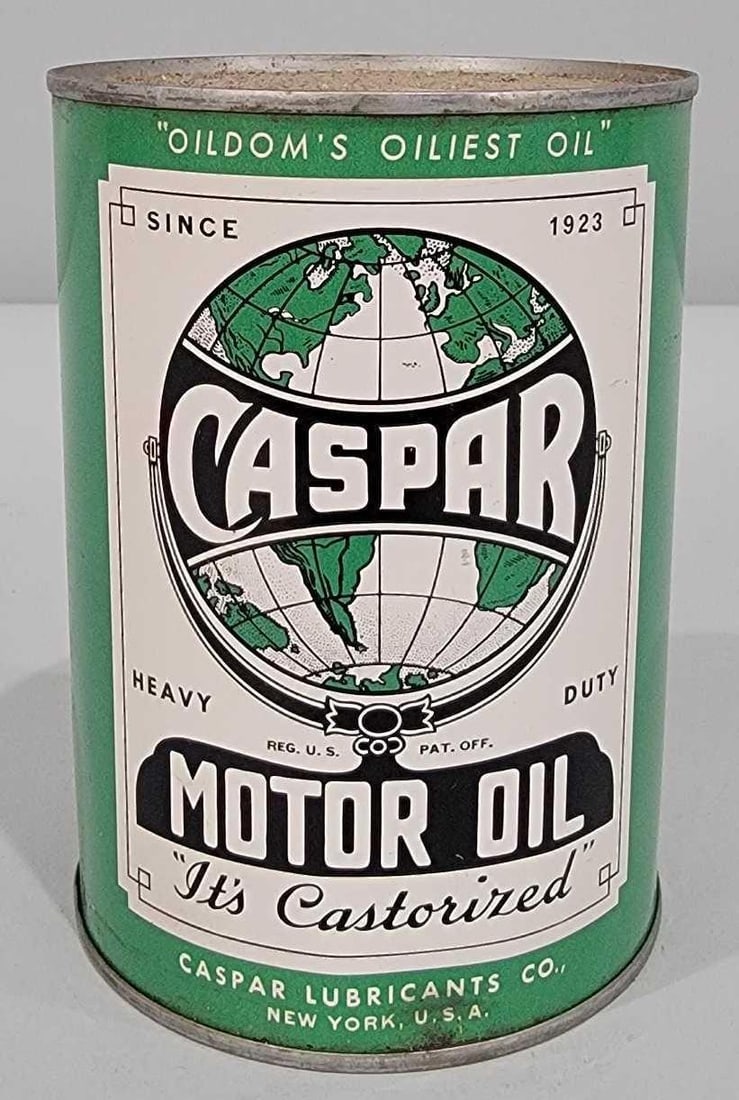 "OILDOM'S OILIEST OIL"
SINCE 1923
CASPAR
HEAVY DUTY
REG. U. S. PAT. OFF.
MOTOR OIL
"It's Castorized"
CASPAR LUBRICANTS CO.,
NEW YORK, U.S.A.